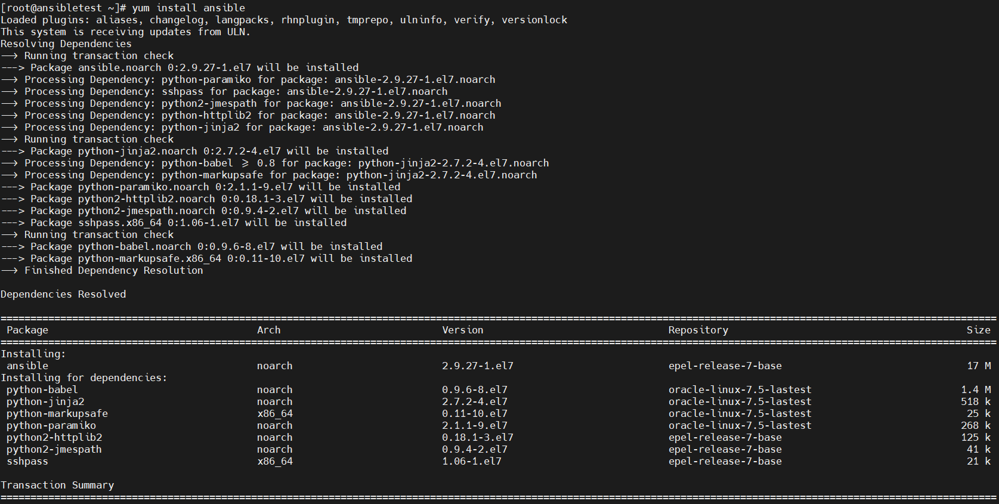 [root@ansibletest ~]# yum install ansible
Loaded plugins: aliases, changelog, langpacks, rhnplugin, tmprepo, ulninfo, verify, versionlock
This system is receiving updates from ULN.
Resolving Dependencies
--> Running transaction check
---> Package ansible.noarch 0:2.9.27-1.el7 will be installed
--> Processing Dependency: python-paramiko for package: ansible-2.9.27-1.el7.noarch
--> Processing Dependency: sshpass for package: ansible-2.9.27-1.el7.noarch
--> Processing Dependency: python2-jmespath for package: ansible-2.9.27-1.el7.noarch
--> Processing Dependency: python-httplib2 for package: ansible-2.9.27-1.el7.noarch
--> Processing Dependency: python-jinja2 for package: ansible-2.9.27-1.el7.noarch
--> Running transaction check
---> Package python-jinja2.noarch 0:2.7.2-4.el7 will be installed
--> Processing Dependency: python-babel >= 0.8 for package: python-jinja2-2.7.2-4.el7.noarch
--> Processing Dependency: python-markupsafe for package: python-jinja2-2.7.2-4.el7.noarch
---> Package python-paramiko.noarch 0:2.1.1-9.el7 will be installed
---> Package python2-httplib2.noarch 0:0.18.1-3.el7 will be installed
---> Package python2-jmespath.noarch 0:0.9.4-2.el7 will be installed
---> Package sshpass.x86_64 0:1.06-1.el7 will be installed
--> Running transaction check
---> Package python-babel.noarch 0:0.9.6-8.el7 will be installed
---> Package python-markupsafe.x86_64 0:0.11-10.el7 will be installed
--> Finished Dependency Resolution
Dependencies Resolved
Package Arch Version Repository Size
Installing:
ansible noarch 2.9.27-1.el7 epel-release-7-base 17 M
Installing for dependencies:
python-babel noarch 0.9.6-8.el7 oracle-linux-7.5-lastest 1.4 M
python-jinja2 noarch 2.7.2-4.el7 oracle-linux-7.5-lastest 518 k
python-markupsafe x86_64 0.11-10.el7 oracle-linux-7.5-lastest 25 k
python-paramiko noarch 2.1.1-9.el7 oracle-linux-7.5-lastest 268 k
python2-httplib2 noarch 0.18.1-3.el7 epel-release-7-base 125 k
python2-jmespath noarch 0.9.4-2.el7 epel-release-7-base 41 k
sshpass x86_64 1.06-1.el7 epel-release-7-base 21 k
Transaction Summary